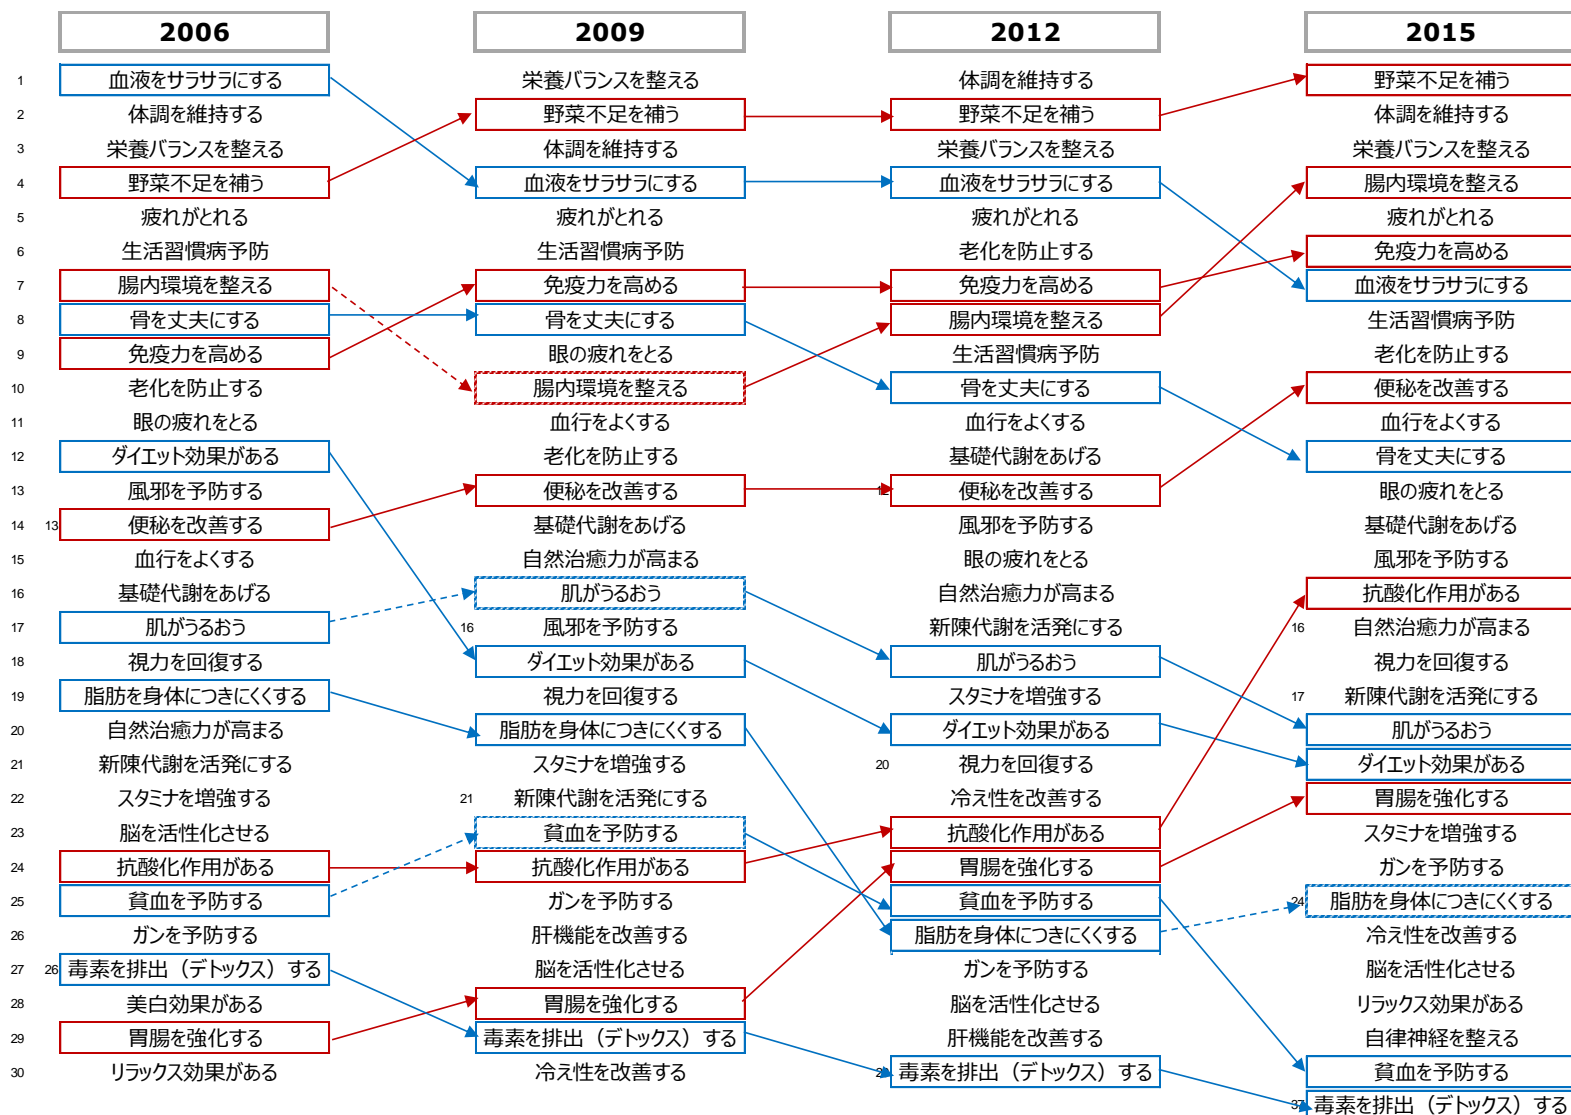 2006 2009 2012 2015
1 血液をサラサラにする 栄養バランスを整える 体調を維持する 野菜不足を補う
2 体調を維持する 野菜不足を補う 野菜不足を補う 体調を維持する
3 栄養バランスを整える 体調を維持する 栄養バランスを整える 栄養バランスを整える
4 野菜不足を補う 血液をサラサラにする 血液をサラサラにする 腸内環境を整える
5 疲れがとれる 疲れがとれる 疲れがとれる 疲れがとれる
6 生活習慣病予防 生活習慣病予防 老化を防止する 免疫力を高める
7 腸内環境を整える 免疫力を高める 免疫力を高める 血液をサラサラにする
8 骨を丈夫にする 骨を丈夫にする 腸内環境を整える 生活習慣病予防
9 免疫力を高める 眼の疲れをとる 生活習慣病予防 老化を防止する
10 老化を防止する 腸内環境を整える 骨を丈夫にする 便秘を改善する
11 眼の疲れをとる 血行をよくする 血行をよくする 血行をよくする
12 ダイエット効果がある 老化を防止する 基礎代謝をあげる 骨を丈夫にする
13 風邪を予防する 便秘を改善する 12 便秘を改善する 眼の疲れをとる
14 13 便秘を改善する 基礎代謝をあげる 風邪を予防する 基礎代謝をあげる
15 血行をよくする 自然治癒力が高まる 眼の疲れをとる 風邪を予防する
16 基礎代謝をあげる 肌がうるおう 自然治癒力が高まる 抗酸化作用がある
17 肌がうるおう 16 風邪を予防する 新陳代謝を活発にする 16 自然治癒力が高まる
18 視力を回復する ダイエット効果がある 肌がうるおう 視力を回復する
19 脂肪を身体につきにくくする 視力を回復する スタミナを増強する 17 新陳代謝を活発にする
20 自然治癒力が高まる 脂肪を身体につきにくくする ダイエット効果がある 肌がうるおう
21 新陳代謝を活発にする スタミナを増強する 20 視力を回復する ダイエット効果がある
22 スタミナを増強する 21 新陳代謝を活発にする 冷え性を改善する 胃腸を強化する
23 脳を活性化させる 貧血を予防する 抗酸化作用がある スタミナを増強する
24 抗酸化作用がある 抗酸化作用がある 胃腸を強化する ガンを予防する
25 貧血を予防する ガンを予防する 貧血を予防する 24 脂肪を身体につきにくくする
26 ガンを予防する 肝機能を改善する 脂肪を身体につきにくくする 冷え性を改善する
27 26 毒素を排出（デトックス）する 脳を活性化させる ガンを予防する 脳を活性化させる
28 美白効果がある 胃腸を強化する 脳を活性化させる リラックス効果がある
29 胃腸を強化する 毒素を排出（デトックス）する 肝機能を改善する 自律神経を整える
30 リラックス効果がある 冷え性を改善する 毒素を排出（デトックス）する 貧血を予防する
37 毒素を排出（デトックス）する